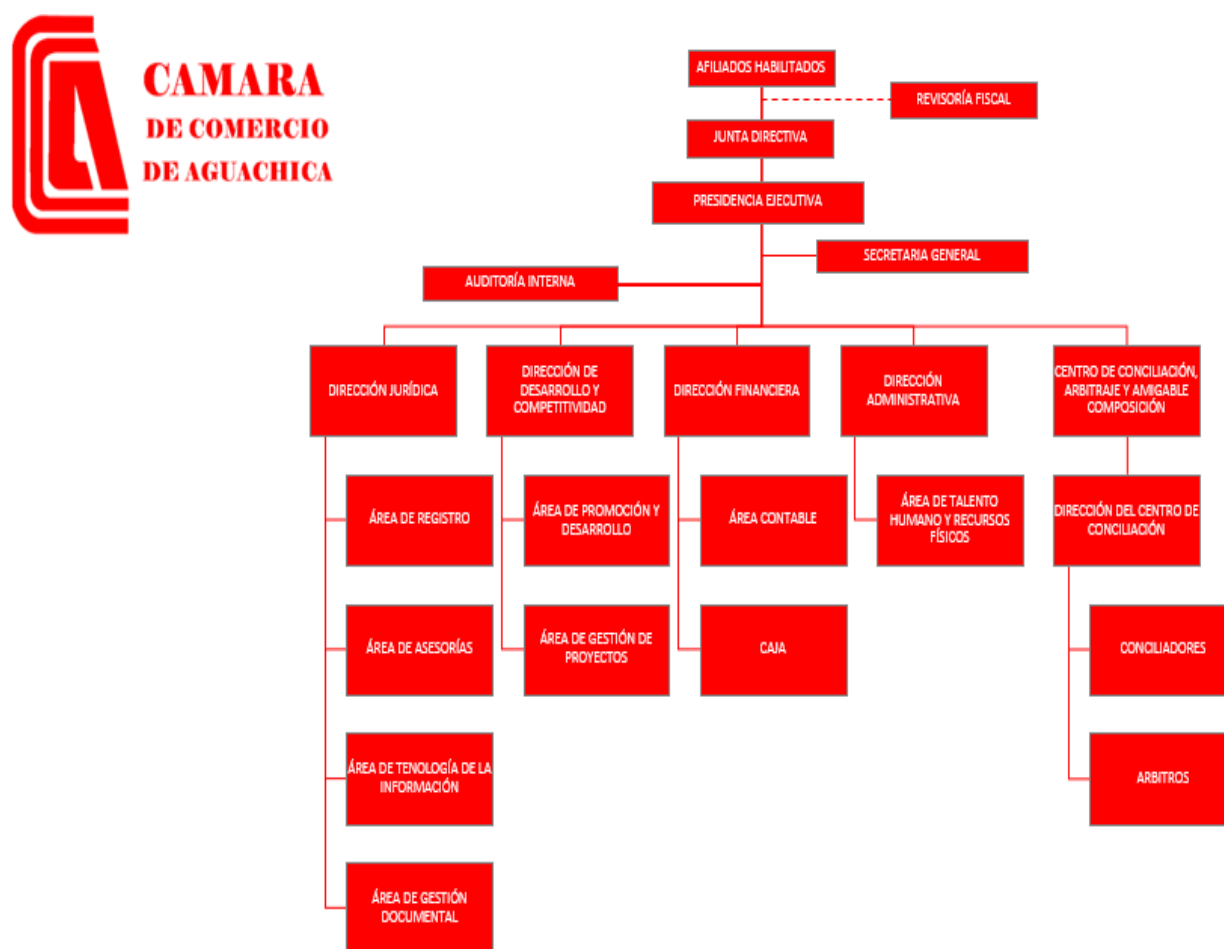 CAMARA
DE COMERCIO
DE AGUACHICA
AFILIADOS HABILITADOS
REVISORÍA FISCAL
JUNTA DIRECTIVA
PRESIDENCIA EJECUTIVA
SECRETARIA GENERAL
AUDITORÍA INTERNA
DIRECCIÓN JURÍDICA
DIRECCIÓN DE
DESARROLLO Y
COMPETITIVIDAD
DIRECCIÓN FINANCIERA
DIRECCIÓN
ADMINISTRATIVA
CENTRO DE CONCILIACIÓN,
ARBITRAJE Y AMIGABLE
COMPOSICIÓN
ÁREA DE REGISTRO
ÁREA DE PROMOCIÓN Y
DESARROLLO
ÁREA CONTABLE
ÁREA DE TALENTO
HUMANO Y RECURSOS
FÍSICOS
DIRECCIÓN DEL CENTRO DE
CONCILIACIÓN
ÁREA DE ASESORÍAS
ÁREA DE GESTIÓN DE
PROYECTOS
CAJA
CONCILIADORES
ÁREA DE TENOLOGÍA DE LA
INFORMACIÓN
ARBITROS
ÁREA DE GESTIÓN
DOCUMENTAL